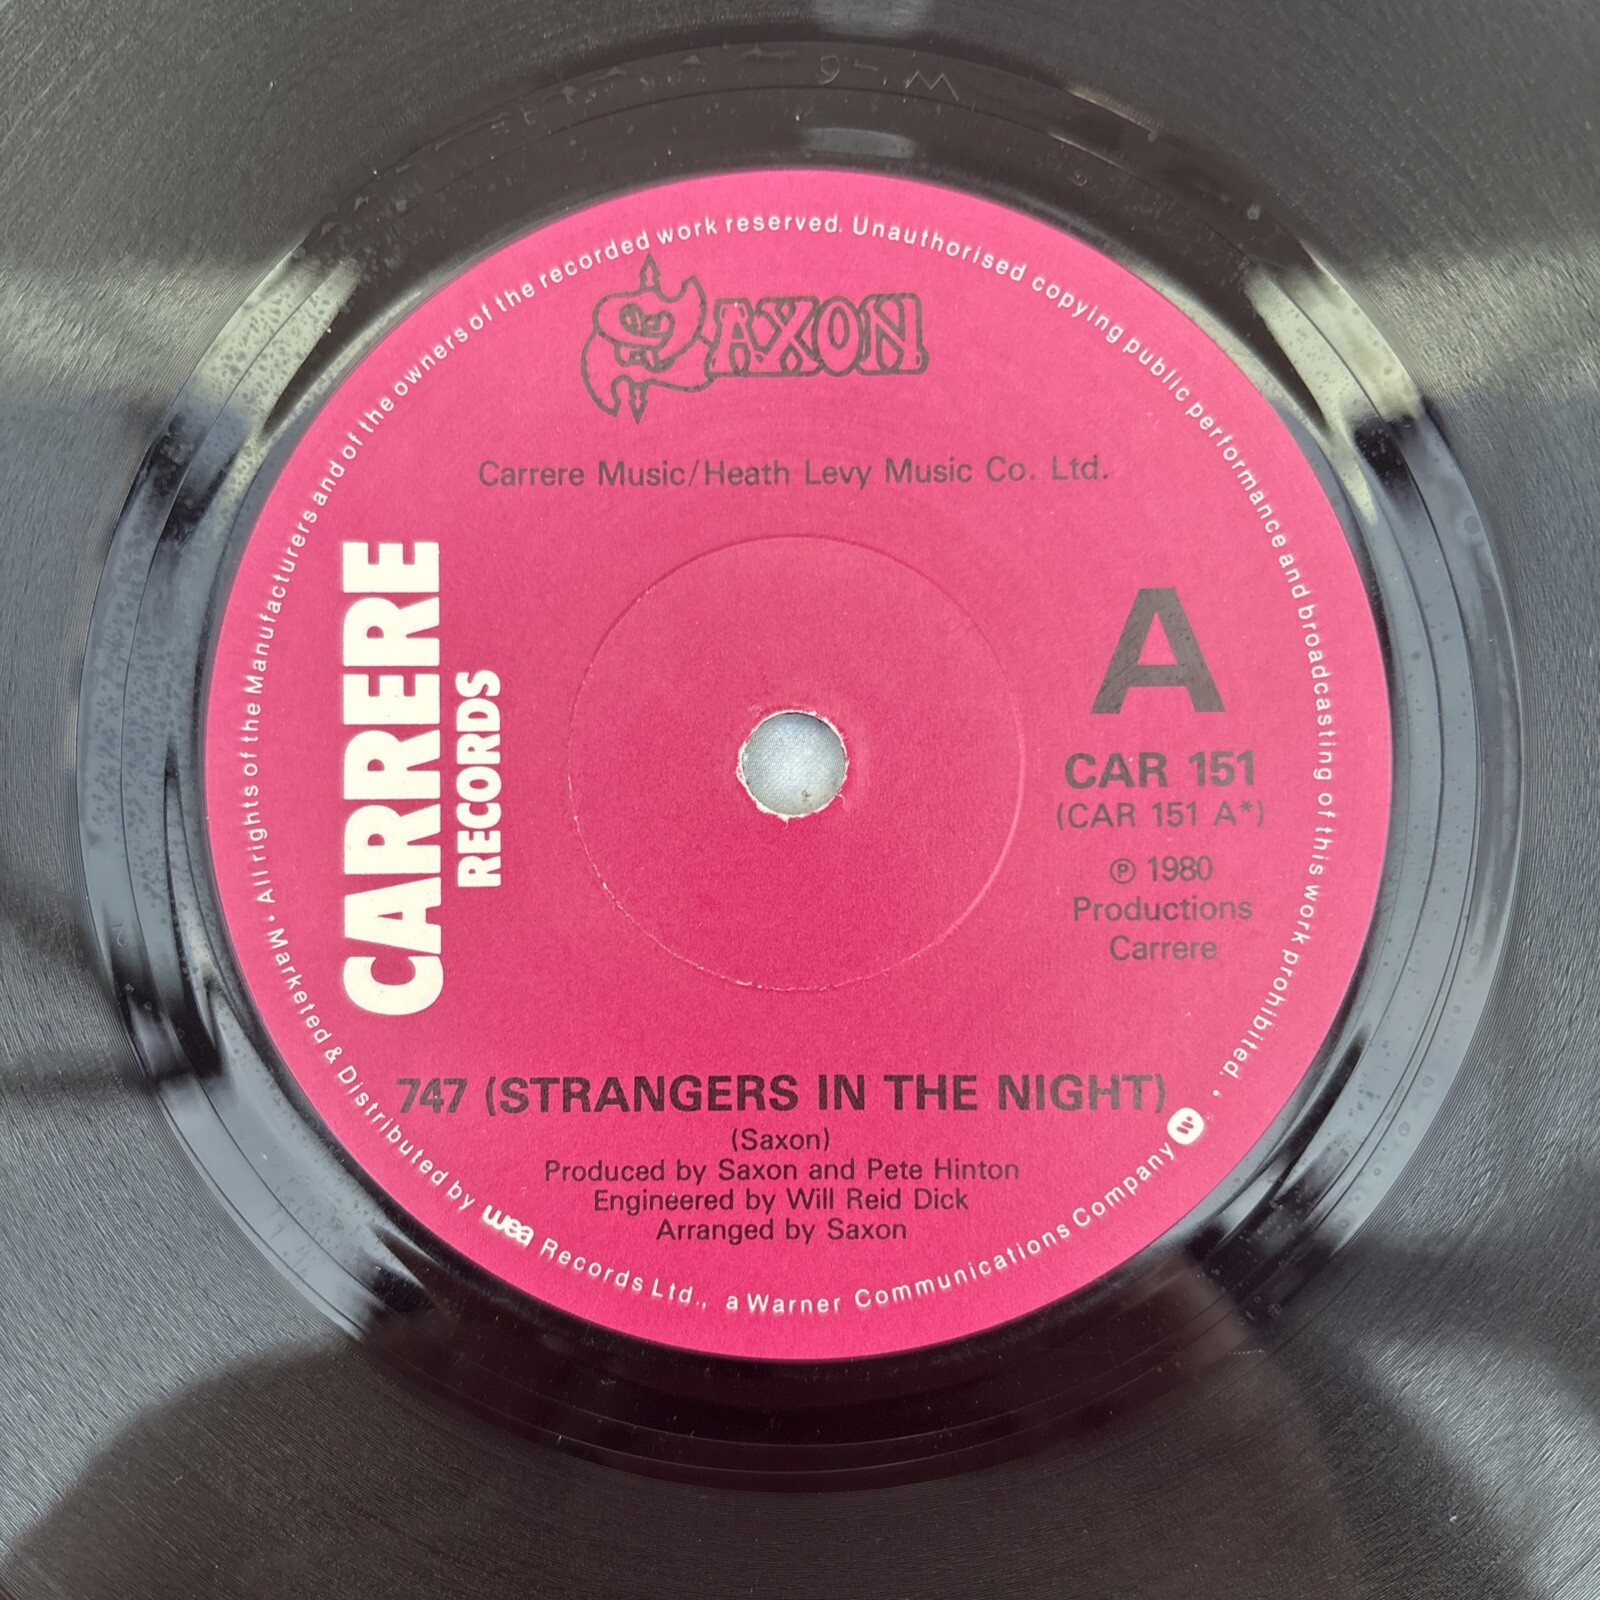 SAXON
Carrere Music/Heath Levy Music Co. Ltd.
CARRERE
RECORDS
A
CAR 151
(CAR 151 A*)
℗ 1980
Productions
Carrere
747 (STRANGERS IN THE NIGHT)
(Saxon)
Produced by Saxon and Pete Hinton
Engineered by Will Reid Dick
Arranged by Saxon
M. All rights of the Manufacturers and of the owners of the recorded work reserved. Unauthorised copying public performance and broadcasting of this work prohibited.
Marketed & Distributed by wea Records Ltd., a Warner Communications Company